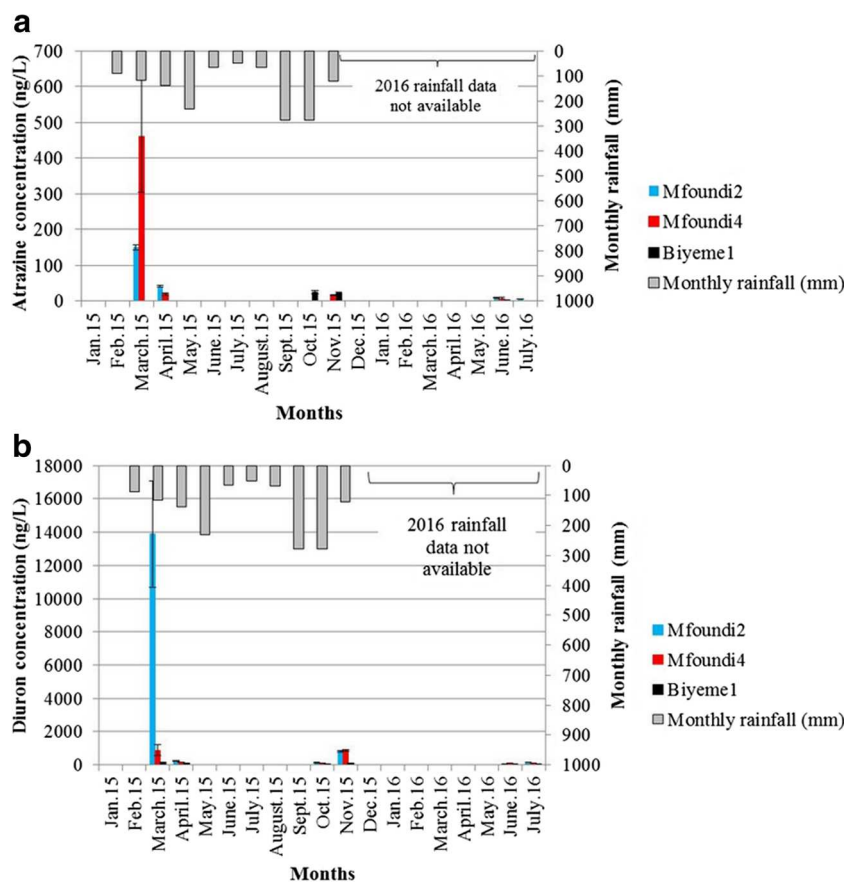 a
Atrazine concentration (ng/L)
700
600
500
400
300
200
100
0
0
100
200
300
400
500
600
700
800
900
1000
Monthly rainfall (mm)
2016 rainfall data
not available
Mfoundi2
Mfoundi4
Biyeme1
Monthly rainfall (mm)
Jan.15
Feb.15
March.15
April.15
May.15
June.15
July.15
August.15
Sept.15
Oct.15
Nov.15
Dec.15
Jan.16
Feb.16
March.16
April.16
May.16
June.16
July.16
Months
b
Diuron concentration (ng/L)
18000
16000
14000
12000
10000
8000
6000
4000
2000
0
0
100
200
300
400
500
600
700
800
900
1000
Monthly rainfall (mm)
2016 rainfall
data not
available
Mfoundi2
Mfoundi4
Biyeme1
Monthly rainfall (mm)
Jan.15
Feb.15
March.15
April.15
May.15
June.15
July.15
August.15
Sept.15
Oct.15
Nov.15
Dec.15
Jan.16
Feb.16
March.16
April.16
May.16
June.16
July.16
Months